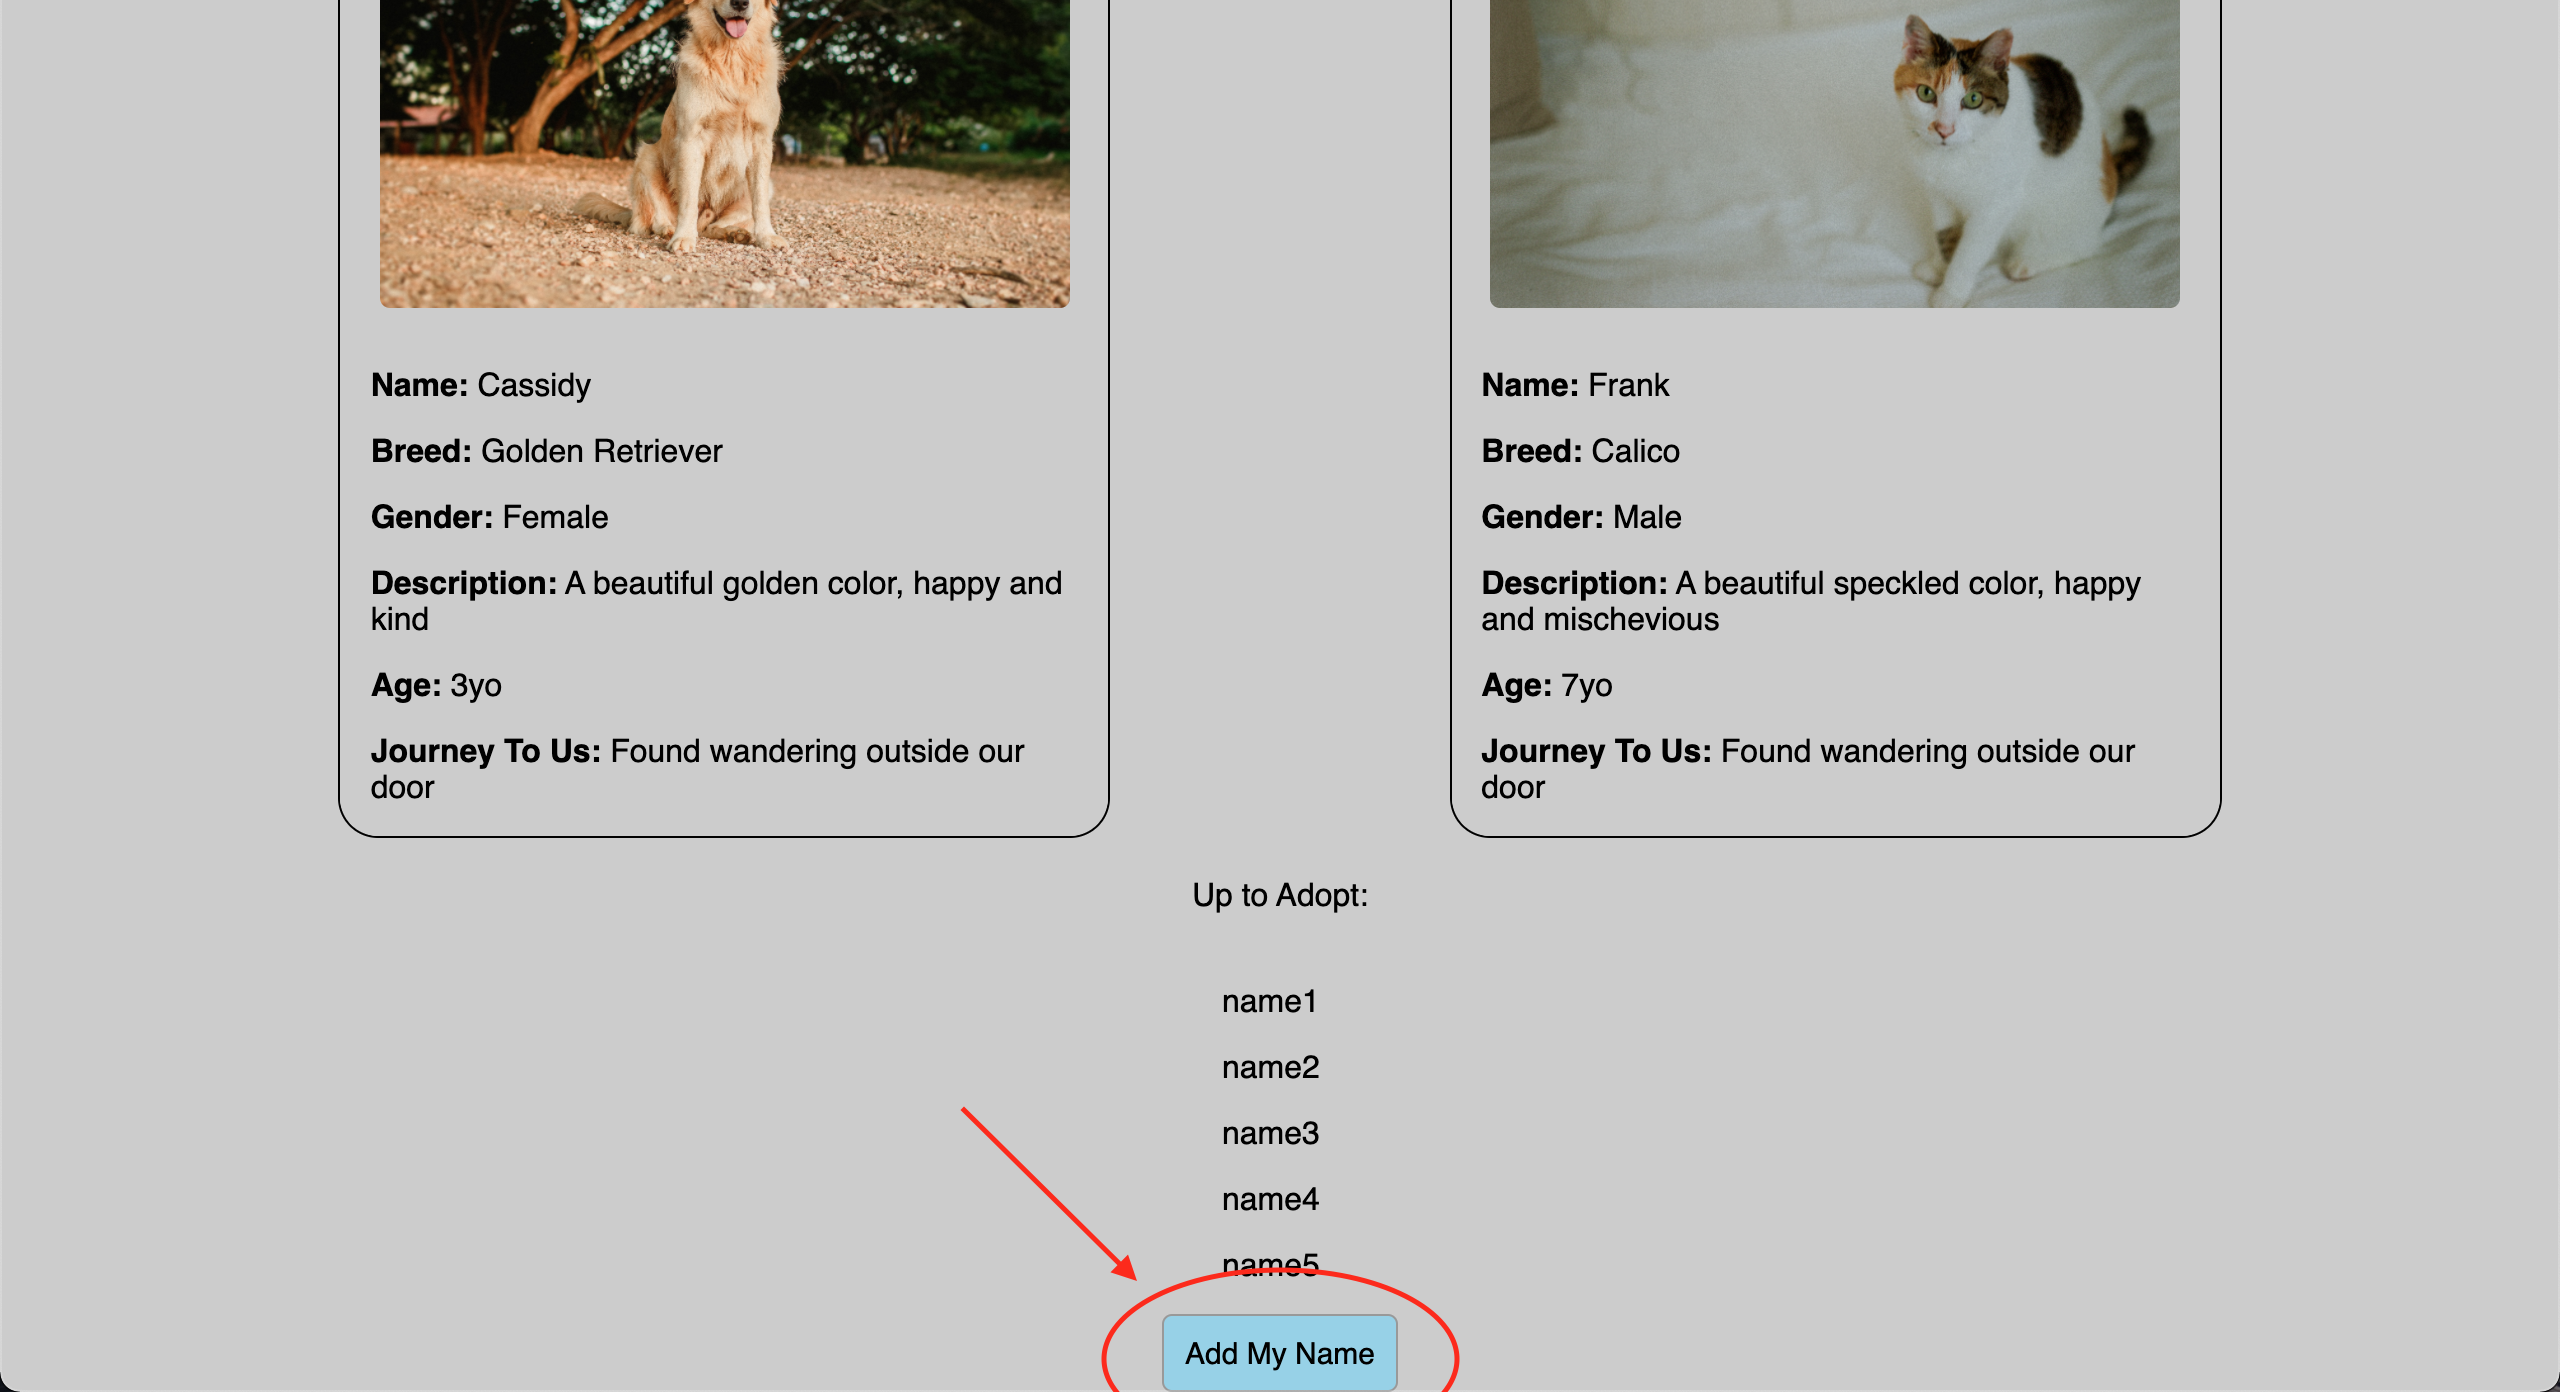 Name: Cassidy
Breed: Golden Retriever
Gender: Female
Description: A beautiful golden color, happy and
kind
Age: 3yo
Journey To Us: Found wandering outside our
door
Name: Frank
Breed: Calico
Gender: Male
Description: A beautiful speckled color, happy
and mischevious
Age: 7yo
Journey To Us: Found wandering outside our
door
Up to Adopt:
name1
name2
name3
name4
name5
Add My Name